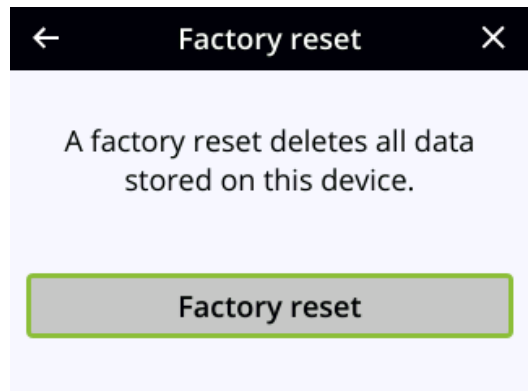 Factory reset
A factory reset deletes all data
stored on this device.
Factory reset